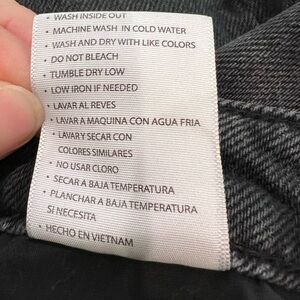 • WASH INSIDE OUT
• MACHINE WASH IN COLD WATER
• WASH AND DRY WITH LIKE COLORS
• DO NOT BLEACH
• TUMBLE DRY LOW
• LOW IRON IF NEEDED
• LAVAR AL REVES
• LAVAR A MAQUINA CON AGUA FRIA
• LAVAR Y SECAR CON
COLORES SIMILARES
• NO USAR CLORO
• SECAR A BAJA TEMPERATURA
• PLANCHAR A BAJA TEMPERATURA
SI NECESITA
• HECHO EN VIETNAM